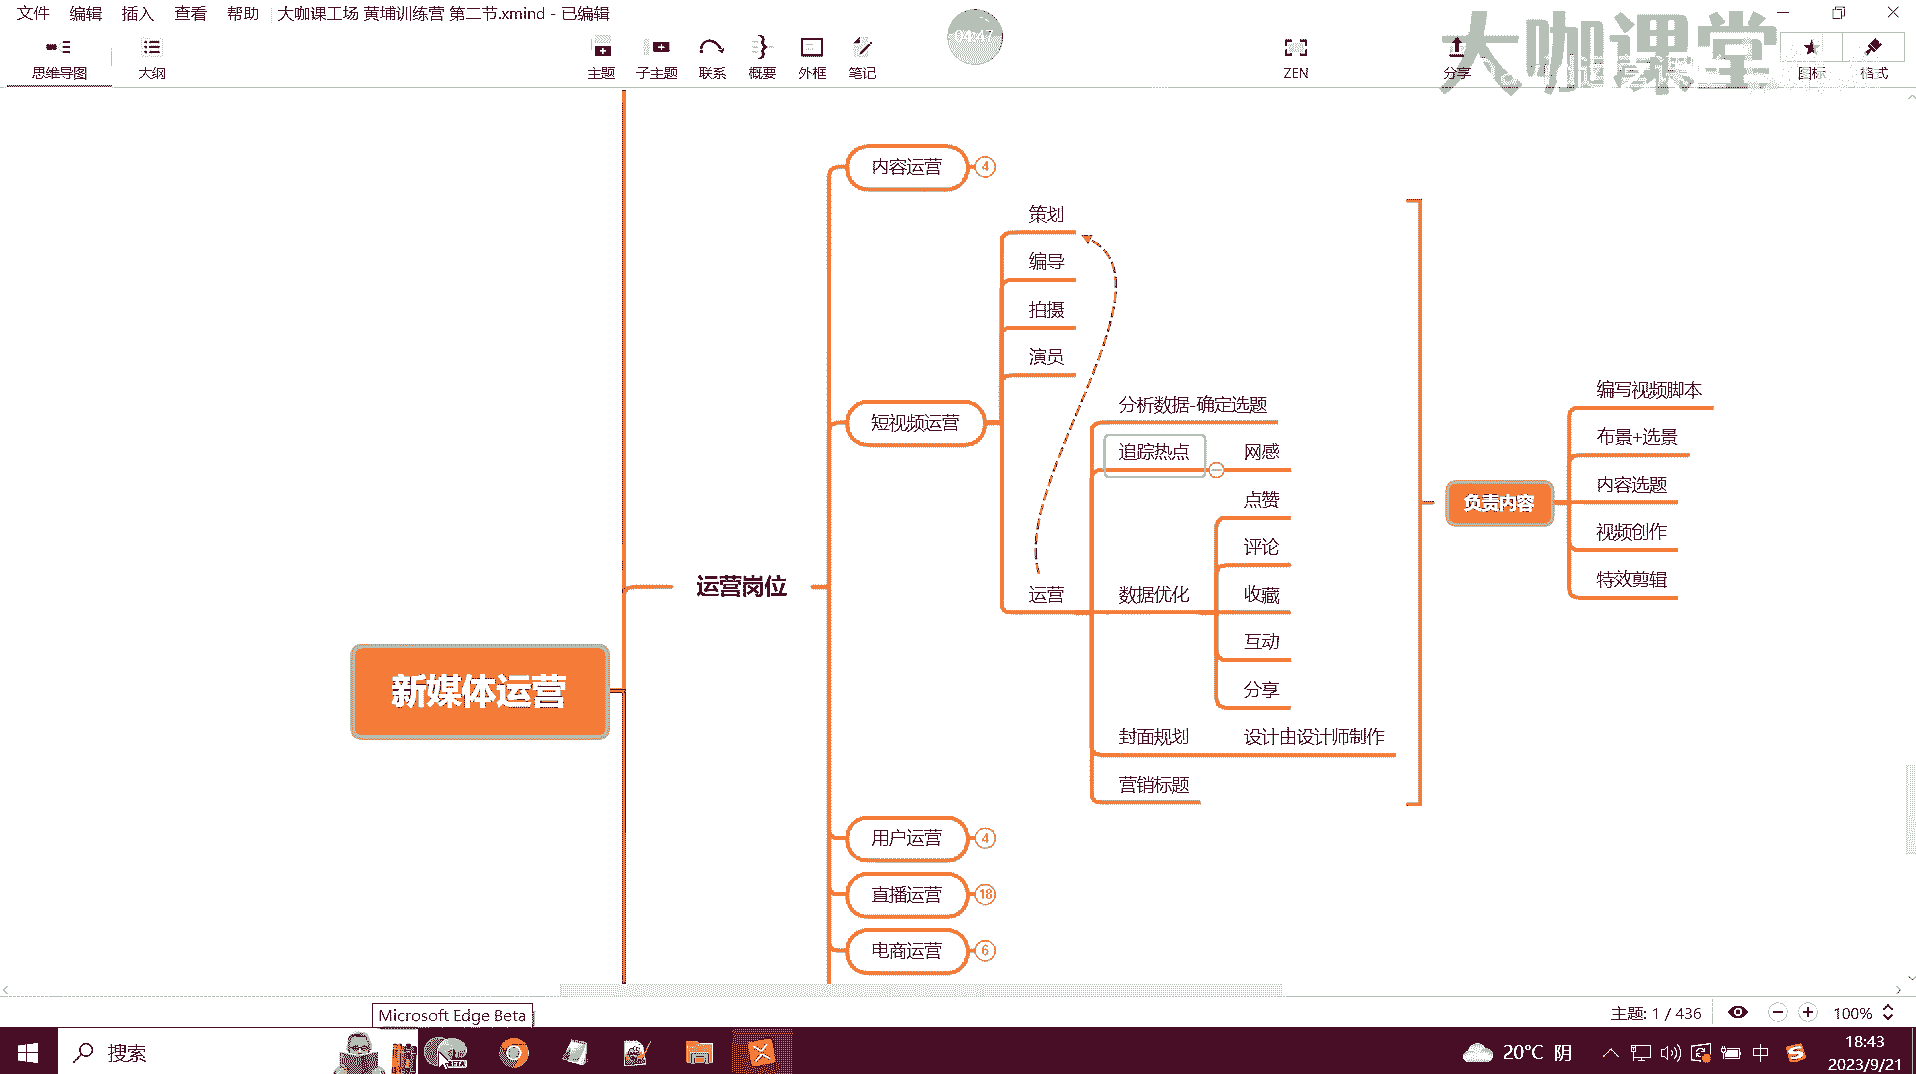 文件 编辑 插入 查看 帮助 大咖课工场 黄埔训练营 第二节.xmind - 已编辑
04:47
大咖课堂
思维导图 大纲 主题 子主题 联系 概要 外框 笔记 ZEN 分享 图标 格式
内容运营 4
策划
编导
拍摄
演员
短视频运营
分析数据-确定选题
追踪热点 网感
点赞
评论
运营 数据优化 收藏
互动
分享
封面规划 设计由设计师制作
营销标题
负责内容
编写视频脚本
布景+选景
内容选题
视频创作
特效剪辑
运营岗位
新媒体运营
用户运营 4
直播运营 18
电商运营 6
Microsoft Edge Beta
主题: 1 / 436 100%
搜索
BETA
20°C 阴
中
18:43
2023/9/21